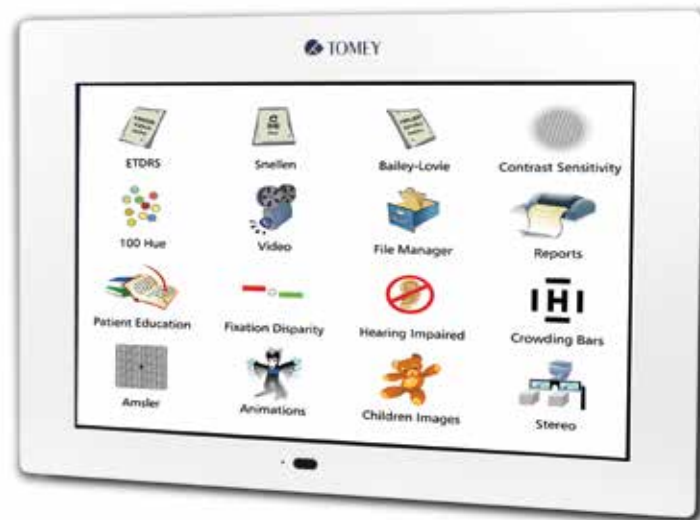 TOMEY
ETDRS
Snellen
Bailey-Lovie
Contrast Sensitivity
100 Hue
Video
File Manager
Reports
Patient Education
Fixation Disparity
Hearing Impaired
Crowding Bars
Amsler
Animations
Children Images
Stereo